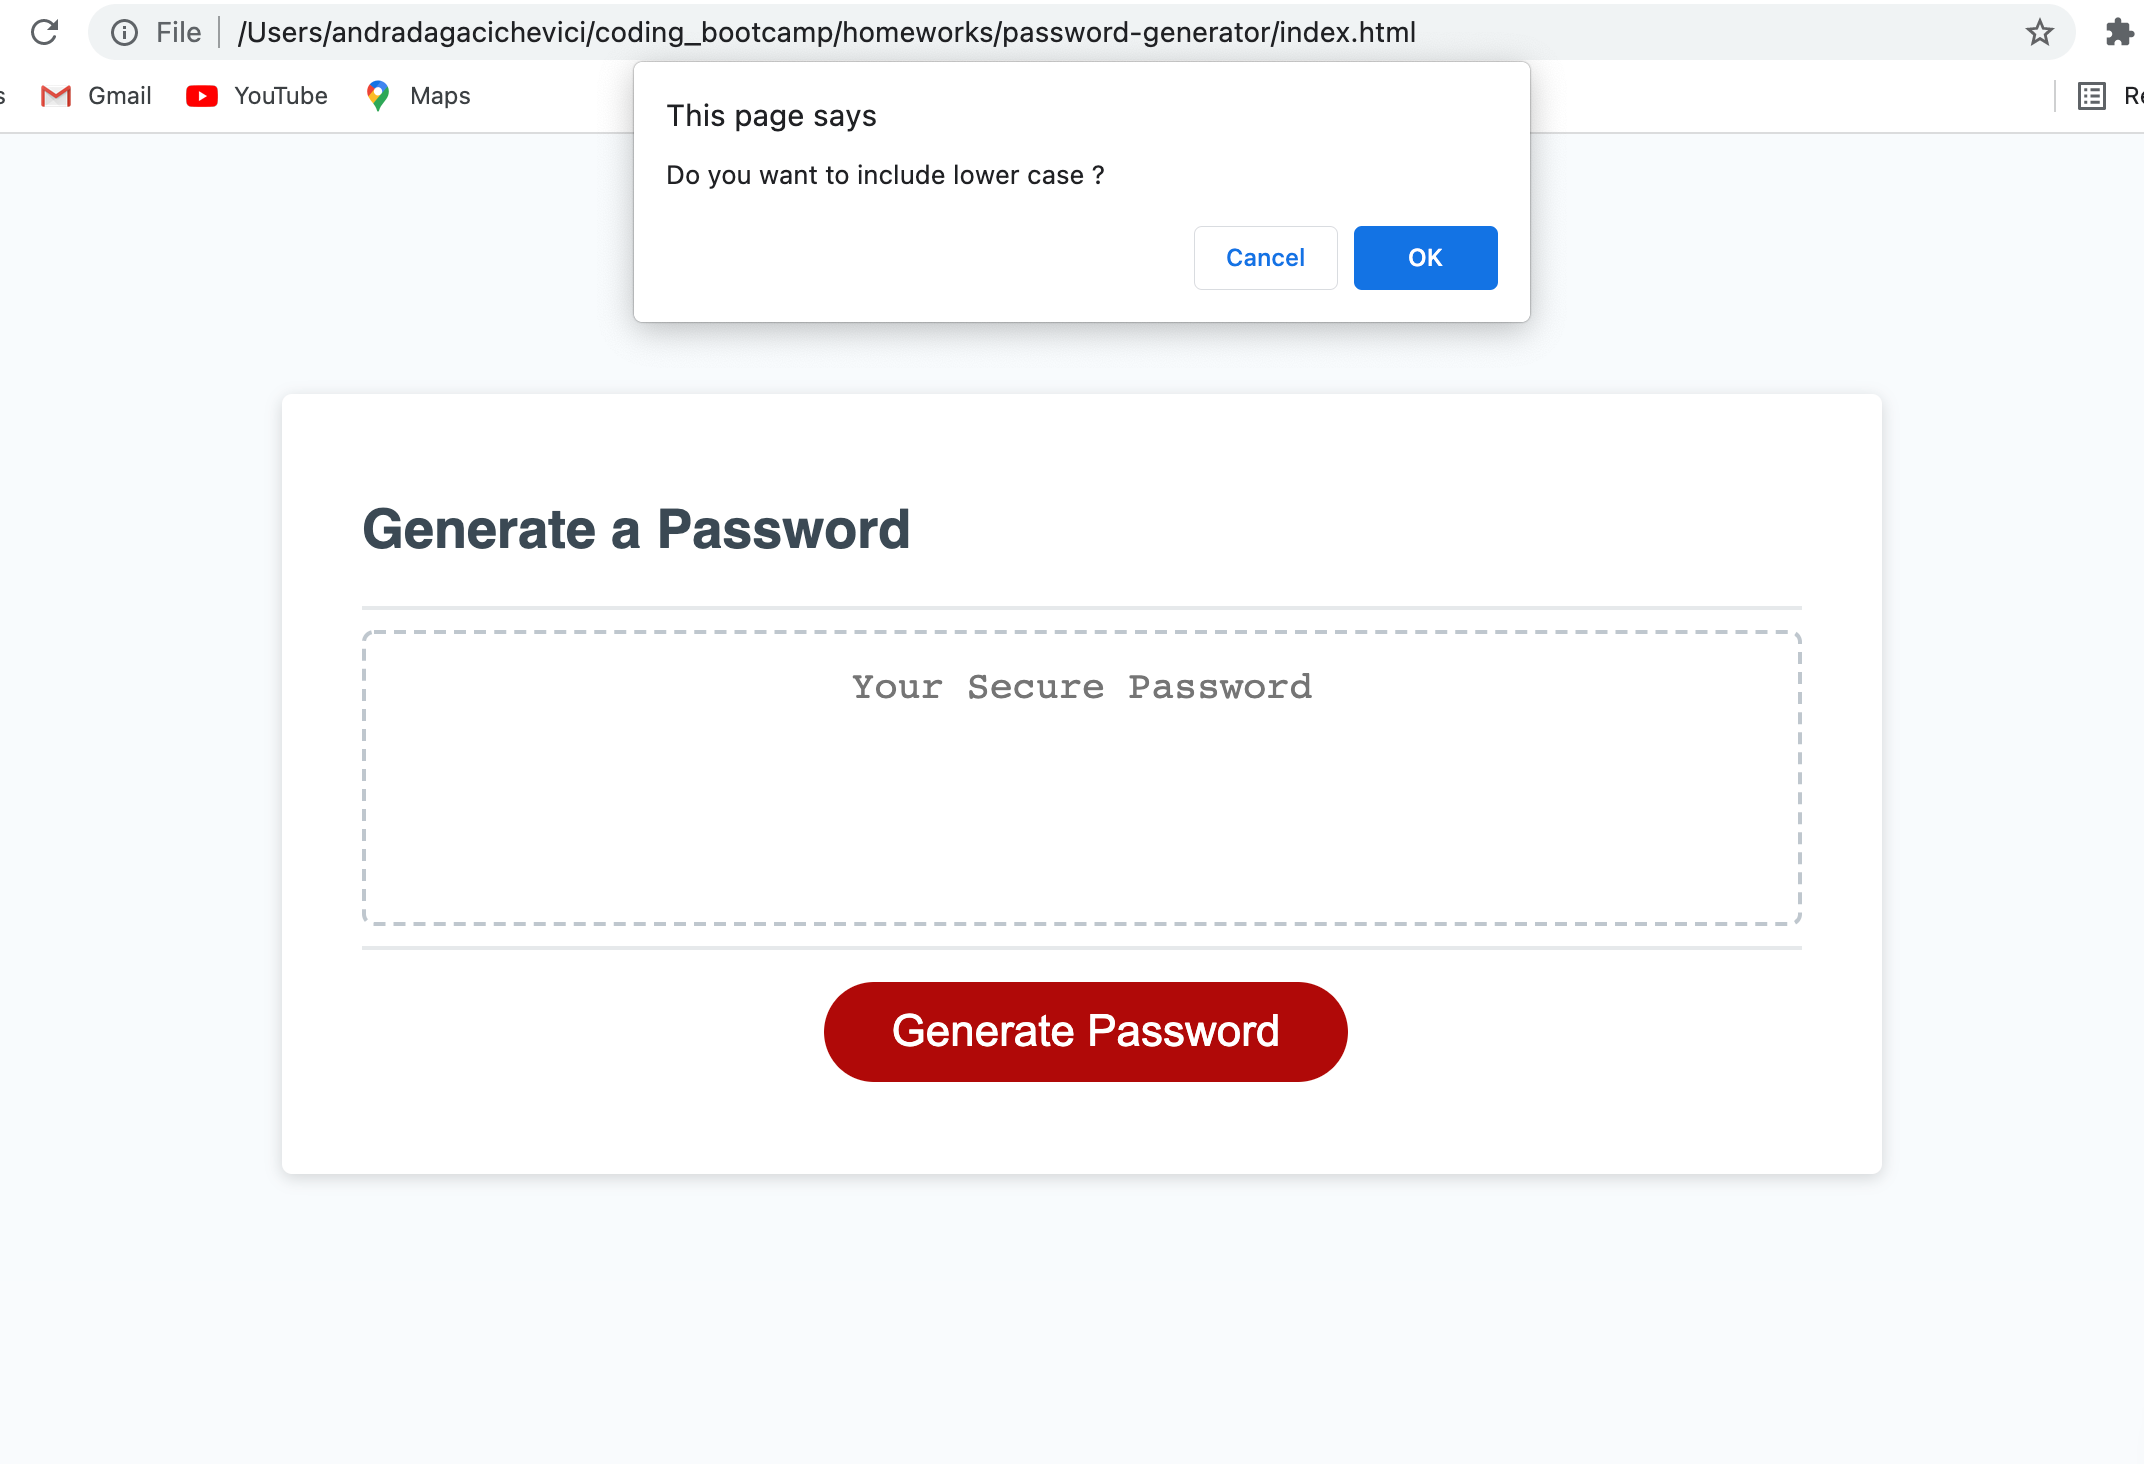 File /Users/andradagacichevici/coding_bootcamp/homeworks/password-generator/index.html
Gmail YouTube Maps
This page says
Do you want to include lower case ?
Cancel OK
Generate a Password
Your Secure Password
Generate Password